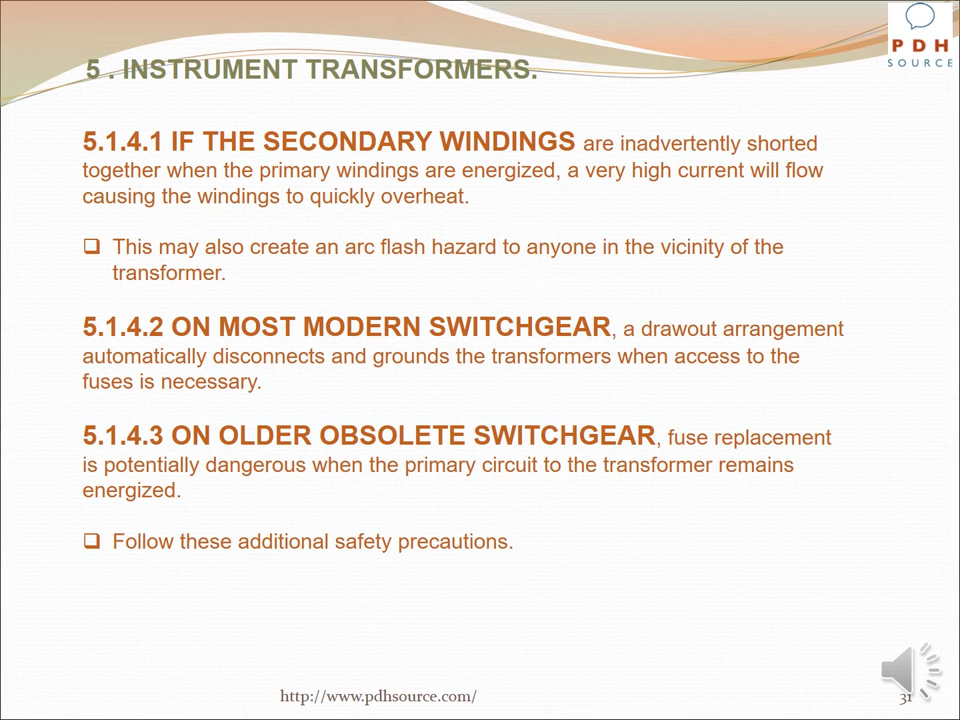 PDH
SOURCE
5 . INSTRUMENT TRANSFORMERS.
5.1.4.1 IF THE SECONDARY WINDINGS are inadvertently shorted
together when the primary windings are energized, a very high current will flow
causing the windings to quickly overheat.
❑ This may also create an arc flash hazard to anyone in the vicinity of the
transformer.
5.1.4.2 ON MOST MODERN SWITCHGEAR, a drawout arrangement
automatically disconnects and grounds the transformers when access to the
fuses is necessary.
5.1.4.3 ON OLDER OBSOLETE SWITCHGEAR, fuse replacement
is potentially dangerous when the primary circuit to the transformer remains
energized.
❑ Follow these additional safety precautions.
http://www.pdhsource.com/
31